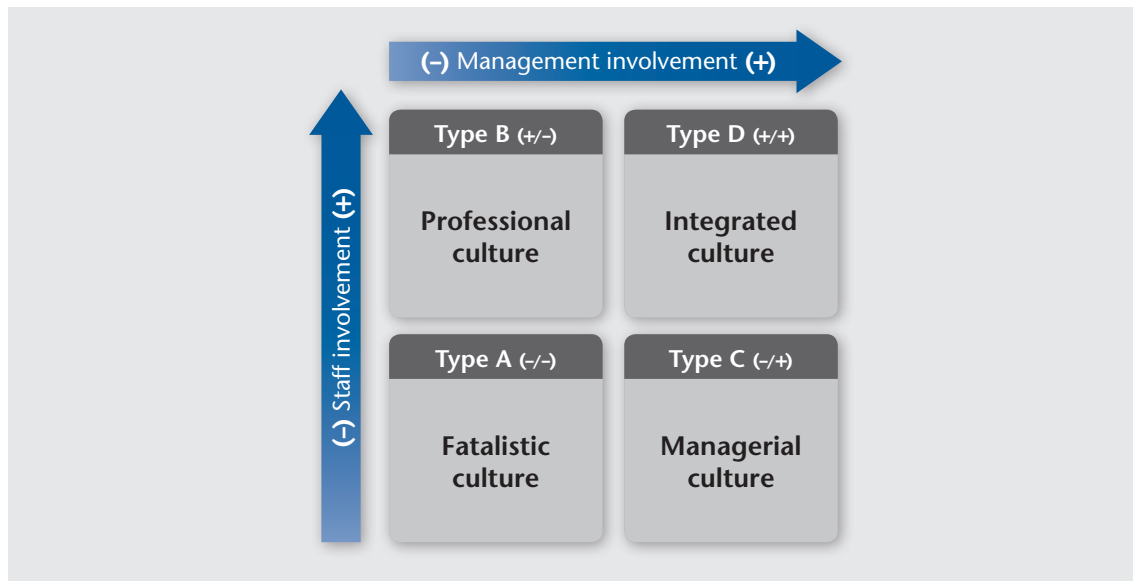 (–) Management involvement (+)
(–) Staff involvement (+)
Type B (+/–)
Professional
culture
Type D (+/+)
Integrated
culture
Type A (–/–)
Fatalistic
culture
Type C (–/+)
Managerial
culture